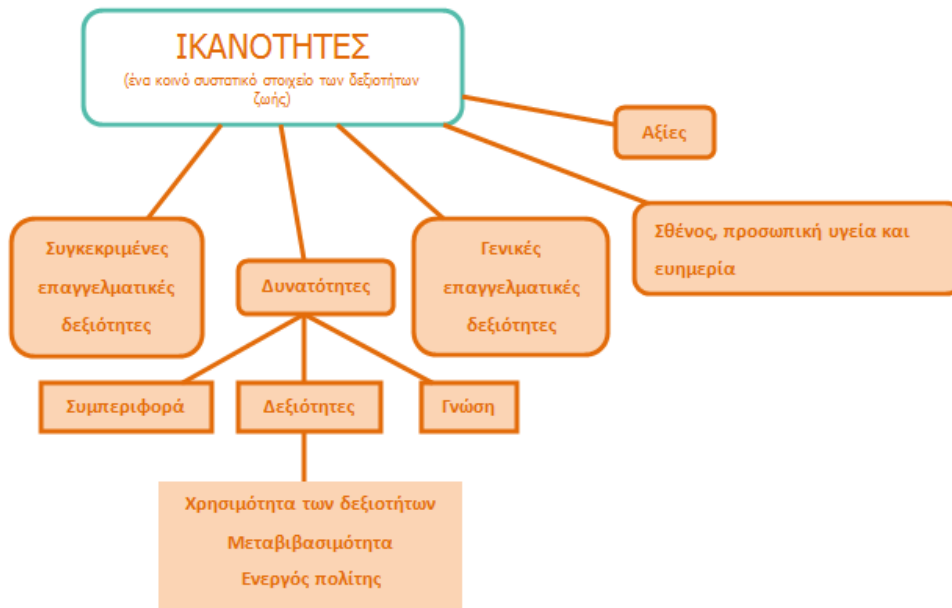 ΙΚΑΝΟΤΗΤΕΣ
(ένα κοινό συστατικό στοιχείο των δεξιοτήτων
ζωής)
Αξίες
Σθένος, προσωπική υγεία και
ευημερία
Συγκεκριμένες
επαγγελματικές
δεξιότητες
Δυνατότητες
Γενικές
επαγγελματικές
δεξιότητες
Συμπεριφορά
Δεξιότητες
Γνώση
Χρησιμότητα των δεξιοτήτων
Μεταβιβασιμότητα
Ενεργός πολίτης